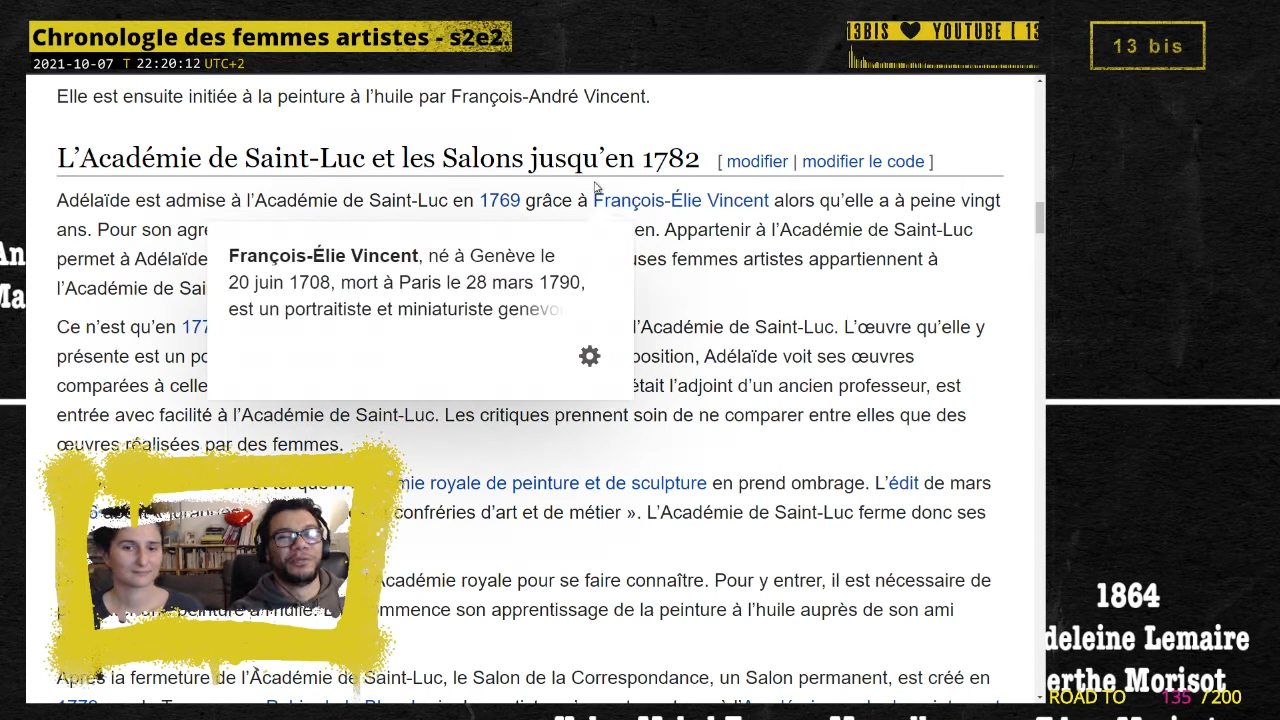 Chronologie des femmes artistes - s2e2.
2021-10-07 T 22:20:12 UTC+2
13BIS ♥ YOUTUBE [ 13
13 bis
Elle est ensuite initiée à la peinture à l’huile par François-André Vincent.
L’Académie de Saint-Luc et les Salons jusqu’en 1782 [ modifier | modifier le code ]
Adélaïde est admise à l’Académie de Saint-Luc en 1769 grâce à François-Élie Vincent alors qu’elle a à peine vingt
ans. Pour son agré en. Appartenir à l’Académie de Saint-Luc
permet à Adélaïde uses femmes artistes appartiennent à
l’Académie de Sai
François-Élie Vincent, né à Genève le
20 juin 1708, mort à Paris le 28 mars 1790,
est un portraitiste et miniaturiste genevo
Ce n’est qu’en 177 l’Académie de Saint-Luc. L’œuvre qu’elle y
présente est un po position, Adélaïde voit ses œuvres
comparées à celle était l’adjoint d’un ancien professeur, est
entrée avec facilité à l’Académie de Saint-Luc. Les critiques prennent soin de ne comparer entre elles que des
œuvres réalisées par des femmes.
mie royale de peinture et de sculpture en prend ombrage. L’édit de mars
confréries d’art et de métier ». L’Académie de Saint-Luc ferme donc ses
Académie royale pour se faire connaître. Pour y entrer, il est nécessaire de
mmence son apprentissage de la peinture à l’huile auprès de son ami
Après la fermeture de l’Académie de Saint-Luc, le Salon de la Correspondance, un Salon permanent, est créé en
An
Ma
1864
deleine Lemaire
erthe Morisot
ROAD TO 135 / 200